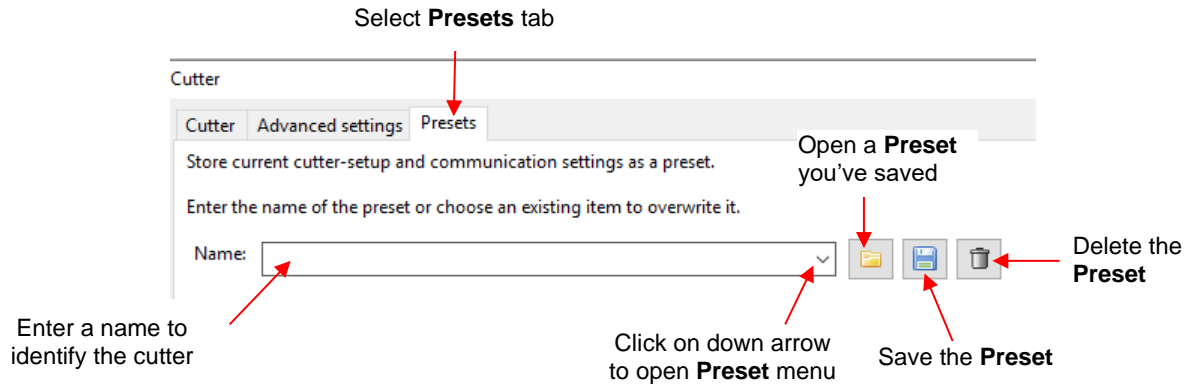 Select Presets tab
Cutter
Cutter Advanced settings Presets
Store current cutter-setup and communication settings as a preset.
Open a Preset
you’ve saved
Enter the name of the preset or choose an existing item to overwrite it.
Name:
Delete the
Preset
Enter a name to
identify the cutter
Click on down arrow
to open Preset menu
Save the Preset